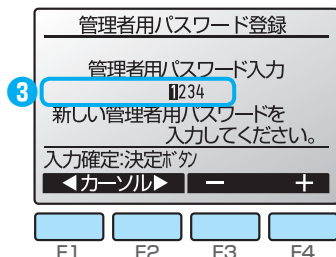 管理者用パスワード登録
管理者用パスワード入力
3
1234
新しい管理者用パスワードを
入力してください。
入力確定:決定ﾎﾞﾀﾝ
◀カーソル▶ － ＋
F1 F2 F3 F4